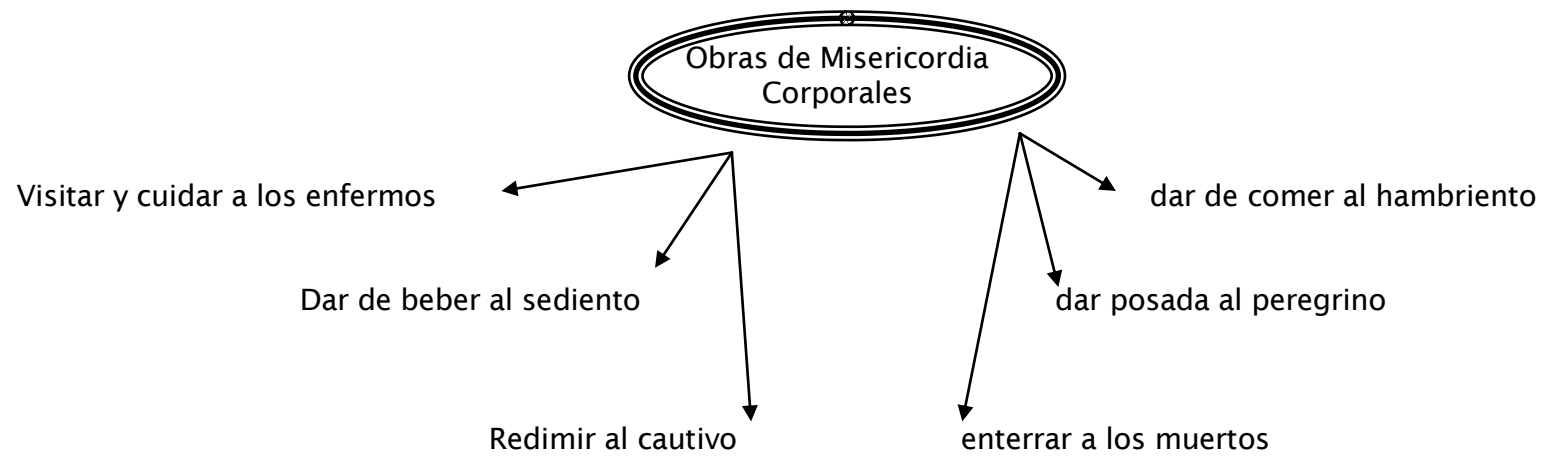 Obras de Misericordia
Corporales
Visitar y cuidar a los enfermos
dar de comer al hambriento
Dar de beber al sediento
dar posada al peregrino
Redimir al cautivo
enterrar a los muertos